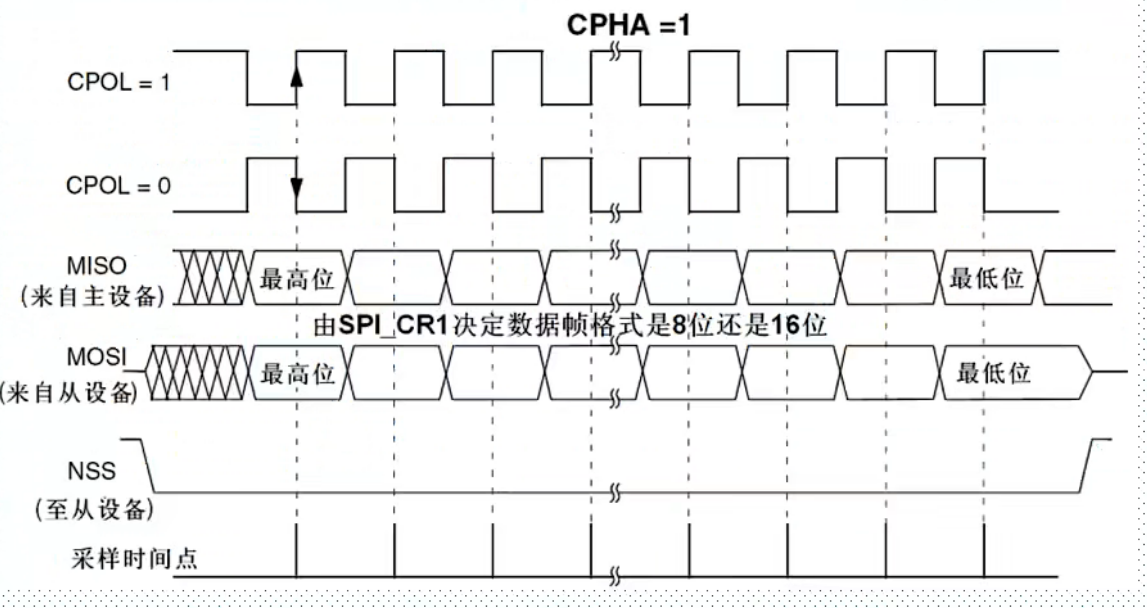 CPHA =1
CPOL = 1
CPOL = 0
MISO
(来自主设备)
最高位
最低位
由SPI_CR1决定数据帧格式是8位还是16位
MOSI
(来自从设备)
最高位
最低位
NSS
(至从设备)
采样时间点